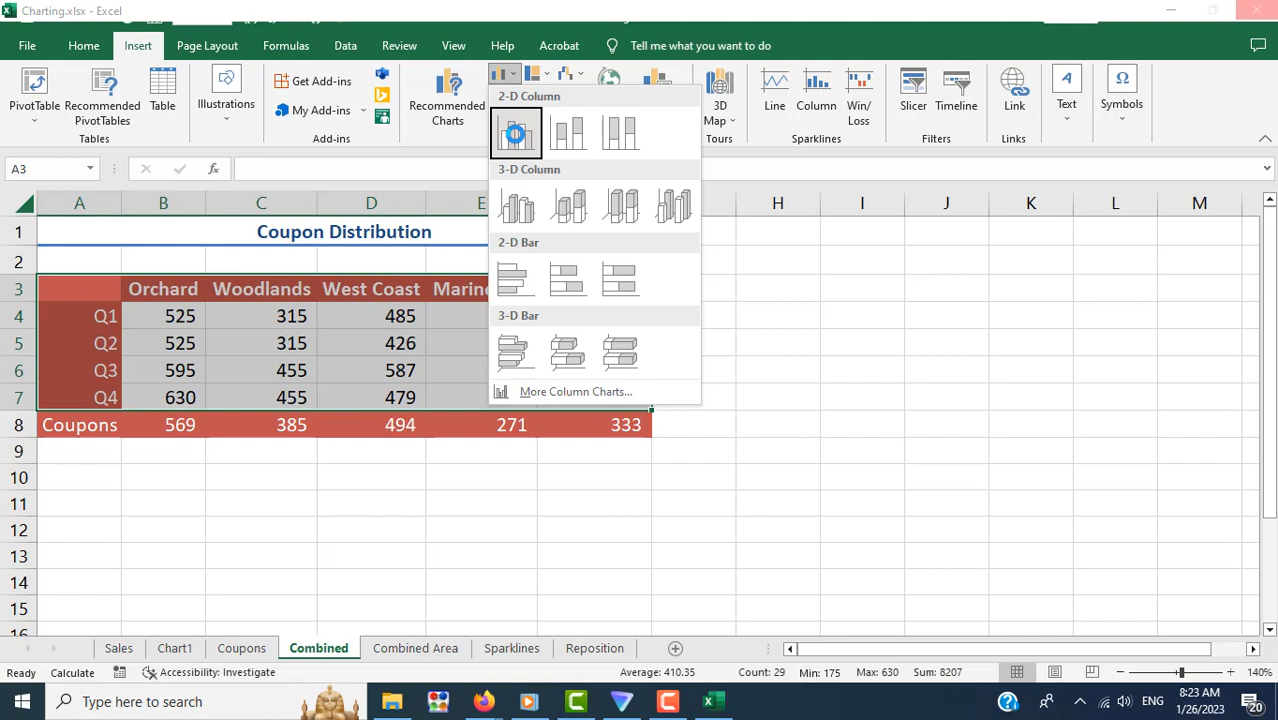 Charting.xlsx - Excel
File Home Insert Page Layout Formulas Data Review View Help Acrobat Tell me what you want to do
PivotTable
Recommended
PivotTables
Table
Tables
Illustrations
Get Add-ins
My Add-ins
Add-ins
Recommended
Charts
3D
Map
Tours
Line
Column
Win/
Loss
Sparklines
Slicer
Timeline
Filters
Link
Links
Text
Symbols
2-D Column
3-D Column
2-D Bar
3-D Bar
More Column Charts...
A3
fx
A B C D E H I J K L M
1 Coupon Distribution
2
3 Orchard Woodlands West Coast
4 Q1 525 315 485
5 Q2 525 315 426
6 Q3 595 455 587
7 Q4 630 455 479
8 Coupons 569 385 494 271 333
9
10
11
12
13
14
15
16
Sales Chart1 Coupons Combined Combined Area Sparklines Reposition
Ready Calculate Accessibility: Investigate Average: 410.35 Count: 29 Min: 175 Max: 630 Sum: 8207 140%
Type here to search
ENG
8:23 AM
1/26/2023
20